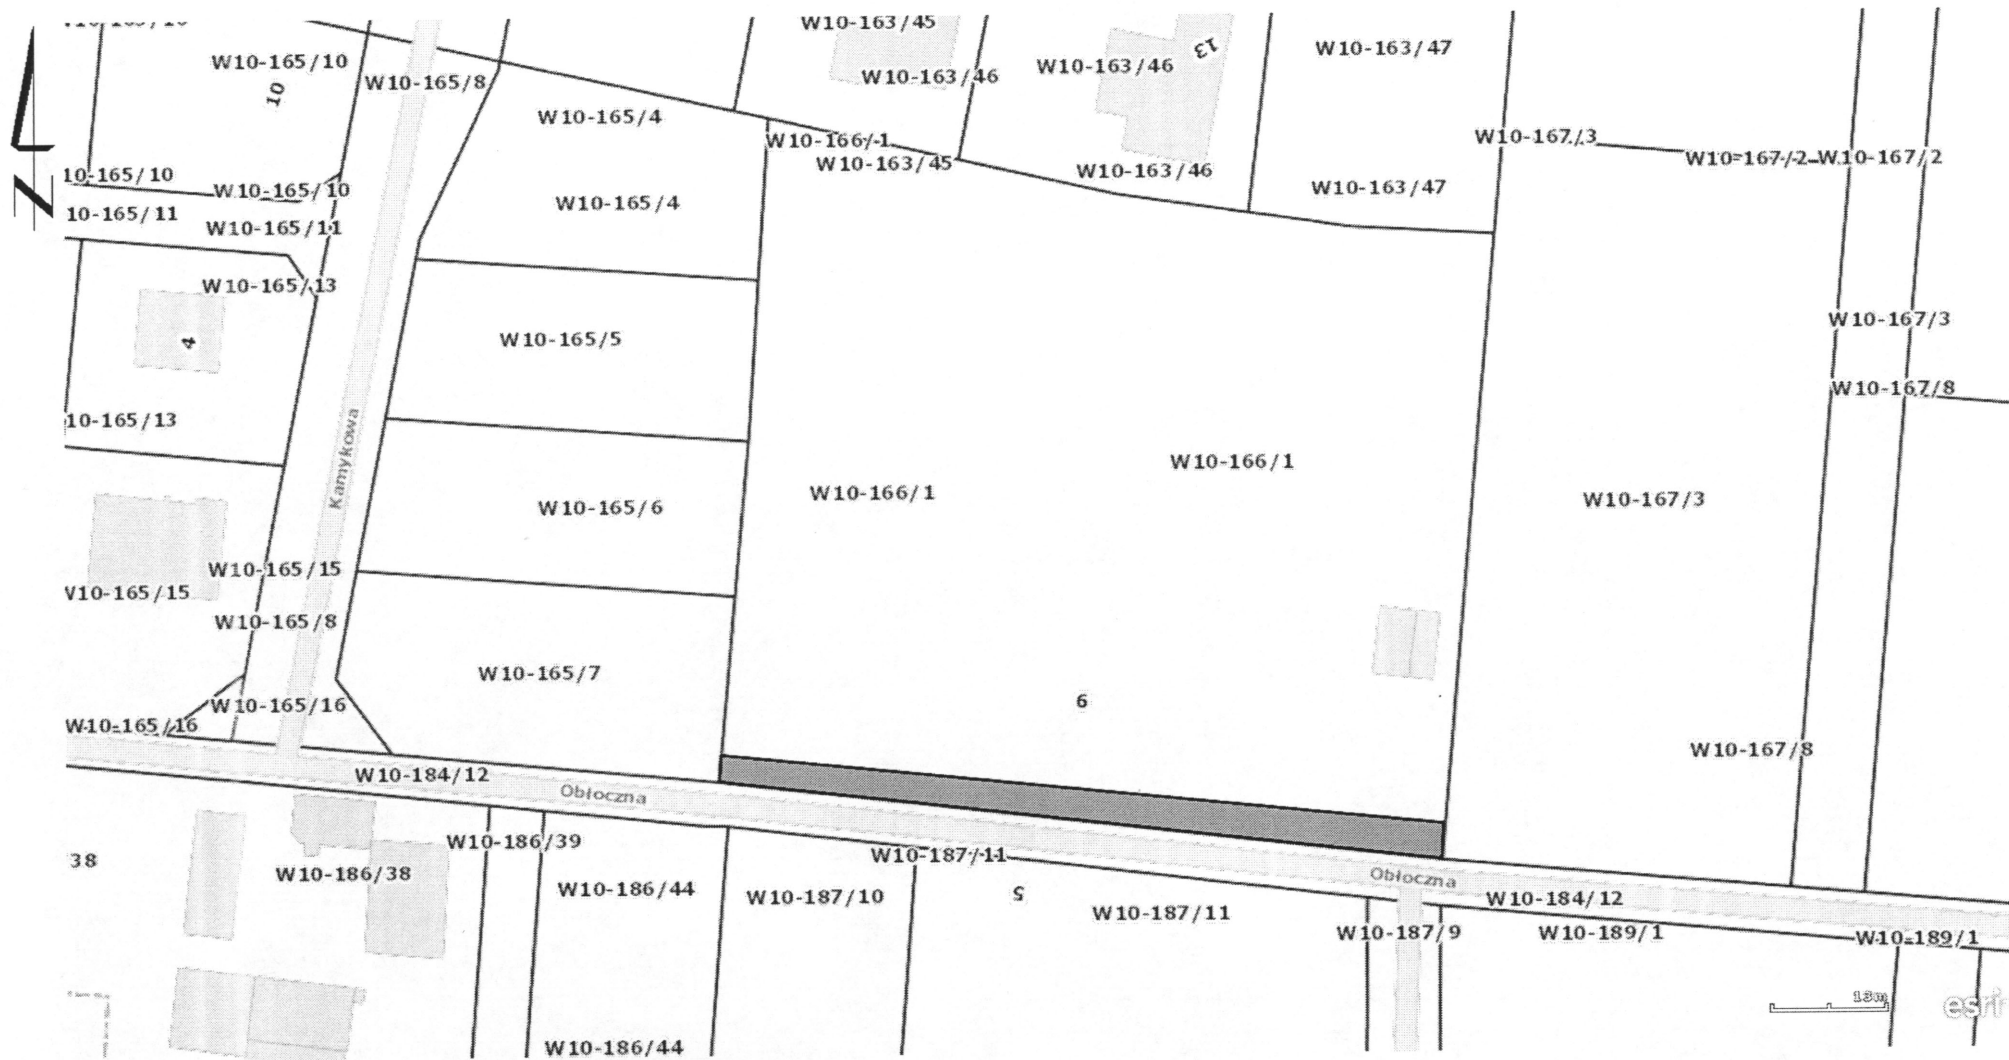 W10-163/45
W10-165/10
W10-165/8
10
W10-163/46
W10-163/46
13
W10-163/47
W10-165/4
W10-166/1
W10-163/45
W10-167/3
W10-167/2
W10-167/2
10-165/10
W10-165/10
W10-163/46
W10-163/47
N
10-165/11
W10-165/11
W10-165/4
W10-165/13
4
W10-165/5
W10-167/3
W10-167/8
10-165/13
Kamykowa
W10-166/1
W10-166/1
W10-167/3
W10-165/6
W10-165/15
W10-165/15
W10-165/8
W10-165/7
6
W10-165/16
W10-165/16
W10-167/8
W10-184/12
Obłoczna
W10-186/39
38
W10-186/38
W10-187/11
Obłoczna
W10-186/44
W10-187/10
5
W10-187/11
W10-184/12
W10-187/9
W10-189/1
W10-189/1
13m
esri
W10-186/44